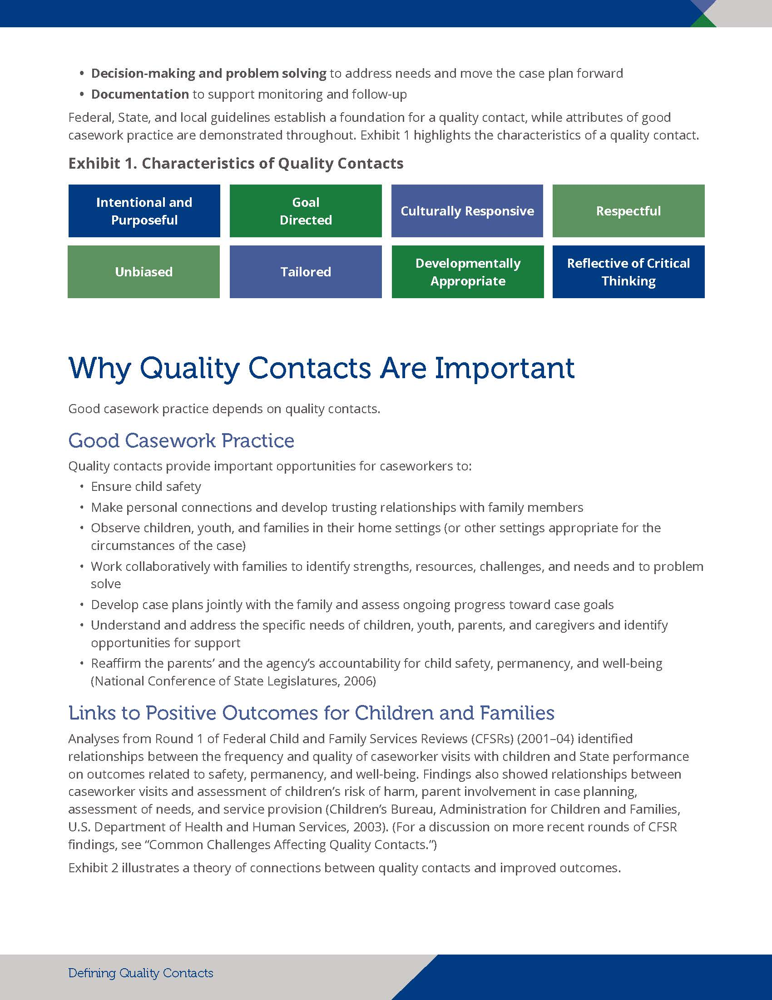 • Decision-making and problem solving to address needs and move the case plan forward
• Documentation to support monitoring and follow-up
Federal, State, and local guidelines establish a foundation for a quality contact, while attributes of good
casework practice are demonstrated throughout. Exhibit 1 highlights the characteristics of a quality contact.
Exhibit 1. Characteristics of Quality Contacts
Intentional and
Purposeful
Goal
Directed
Culturally Responsive
Respectful
Unbiased
Tailored
Developmentally
Appropriate
Reflective of Critical
Thinking
Why Quality Contacts Are Important
Good casework practice depends on quality contacts.
Good Casework Practice
Quality contacts provide important opportunities for caseworkers to:
• Ensure child safety
• Make personal connections and develop trusting relationships with family members
• Observe children, youth, and families in their home settings (or other settings appropriate for the
circumstances of the case)
• Work collaboratively with families to identify strengths, resources, challenges, and needs and to problem
solve
• Develop case plans jointly with the family and assess ongoing progress toward case goals
• Understand and address the specific needs of children, youth, parents, and caregivers and identify
opportunities for support
• Reaffirm the parents’ and the agency’s accountability for child safety, permanency, and well-being
(National Conference of State Legislatures, 2006)
Links to Positive Outcomes for Children and Families
Analyses from Round 1 of Federal Child and Family Services Reviews (CFSRs) (2001–04) identified
relationships between the frequency and quality of caseworker visits with children and State performance
on outcomes related to safety, permanency, and well-being. Findings also showed relationships between
caseworker visits and assessment of children’s risk of harm, parent involvement in case planning,
assessment of needs, and service provision (Children’s Bureau, Administration for Children and Families,
U.S. Department of Health and Human Services, 2003). (For a discussion on more recent rounds of CFSR
findings, see “Common Challenges Affecting Quality Contacts.”)
Exhibit 2 illustrates a theory of connections between quality contacts and improved outcomes.
Defining Quality Contacts